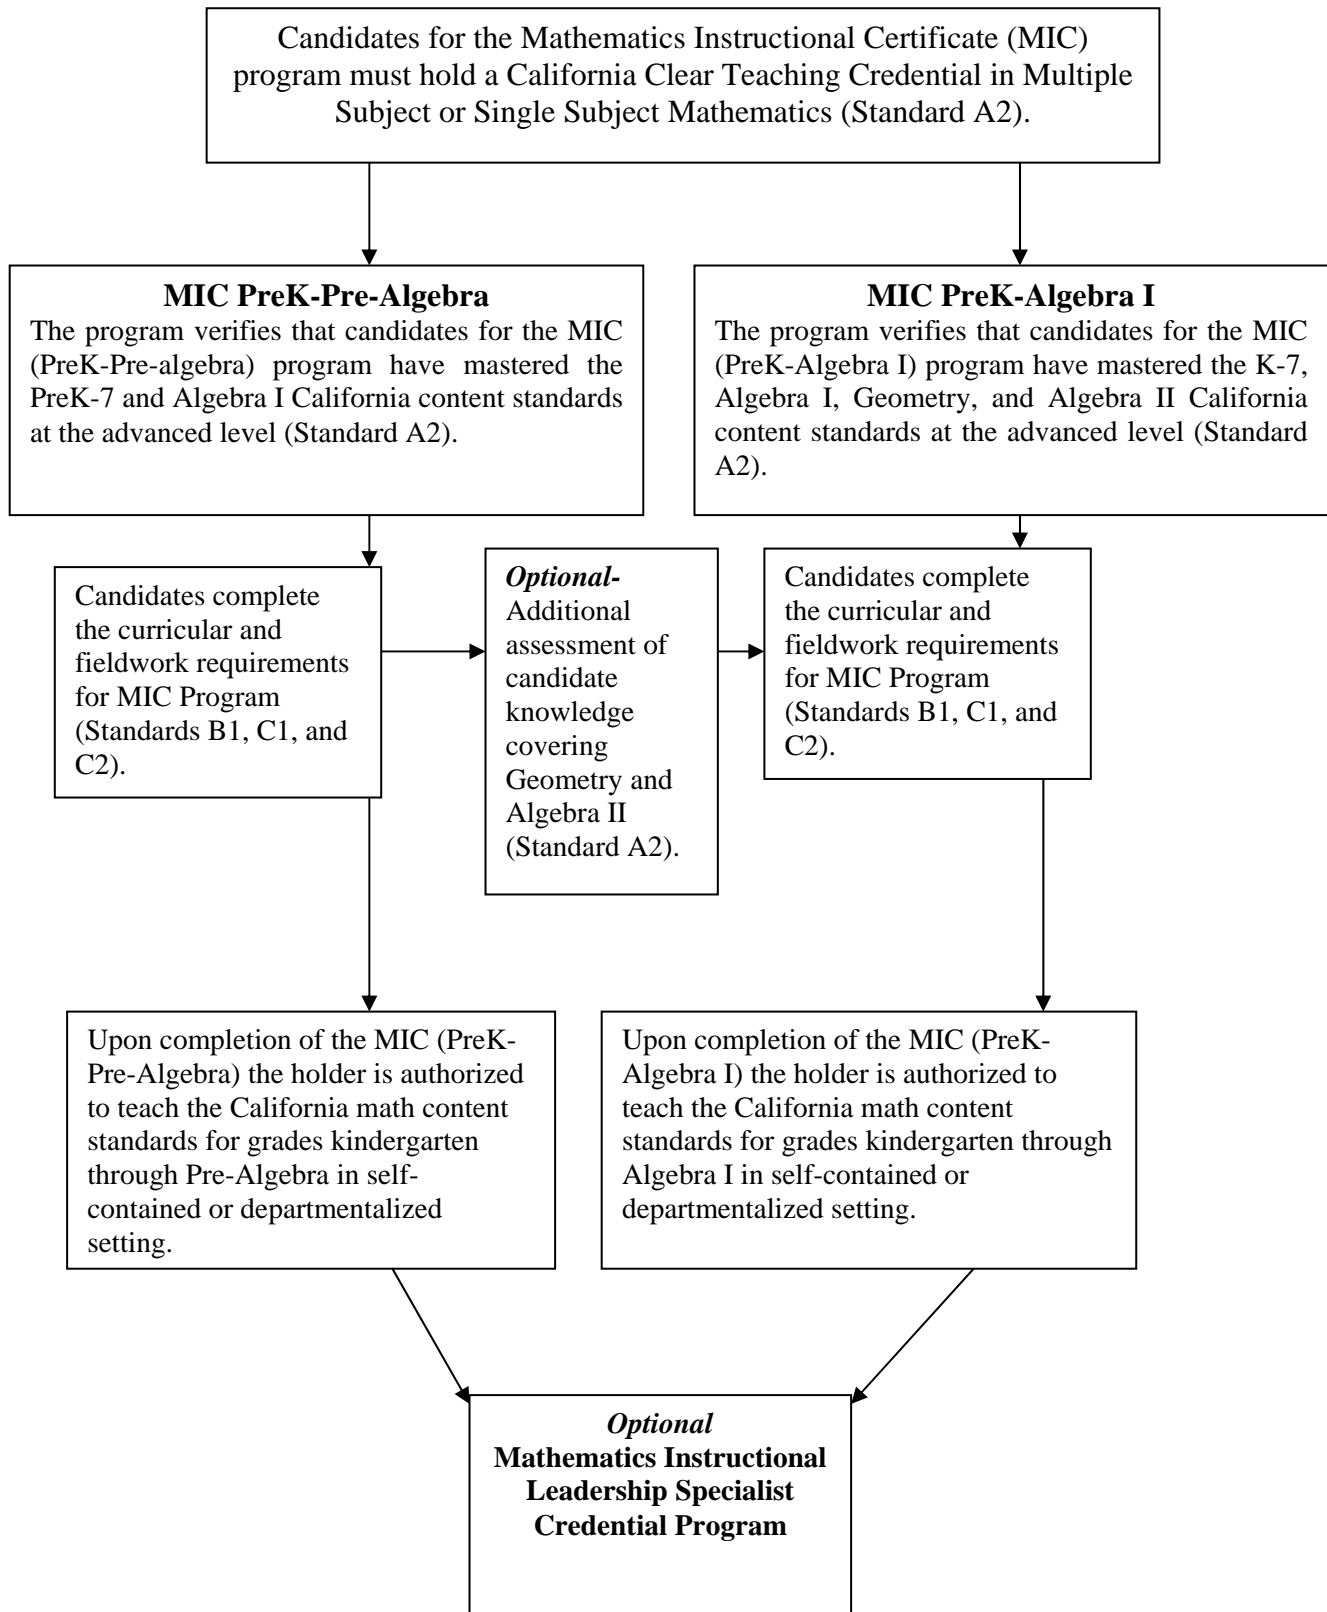 Candidates for the Mathematics Instructional Certificate (MIC)
program must hold a California Clear Teaching Credential in Multiple
Subject or Single Subject Mathematics (Standard A2).
MIC PreK-Pre-Algebra
The program verifies that candidates for the MIC
(PreK-Pre-algebra) program have mastered the
PreK-7 and Algebra I California content standards
at the advanced level (Standard A2).
MIC PreK-Algebra I
The program verifies that candidates for the MIC
(PreK-Algebra I) program have mastered the K-7,
Algebra I, Geometry, and Algebra II California
content standards at the advanced level (Standard
A2).
Candidates complete
the curricular and
fieldwork requirements
for MIC Program
(Standards B1, C1, and
C2).
Optional-
Additional
assessment of
candidate
knowledge
covering
Geometry and
Algebra II
(Standard A2).
Candidates complete
the curricular and
fieldwork requirements
for MIC Program
(Standards B1, C1, and
C2).
Upon completion of the MIC (PreK-
Pre-Algebra) the holder is authorized
to teach the California math content
standards for grades kindergarten
through Pre-Algebra in self-
contained or departmentalized
setting.
Upon completion of the MIC (PreK-
Algebra I) the holder is authorized to
teach the California math content
standards for grades kindergarten through
Algebra I in self-contained or
departmentalized setting.
Optional
Mathematics Instructional
Leadership Specialist
Credential Program